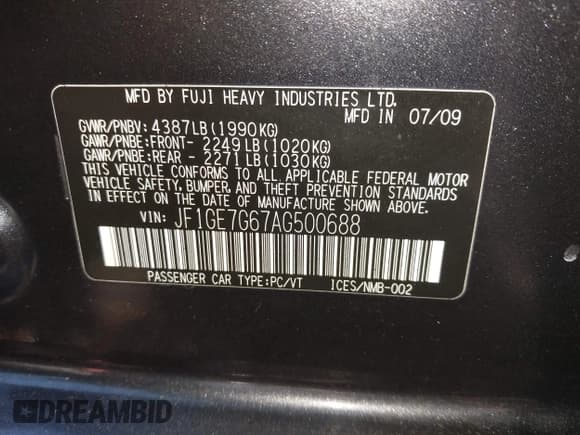 MFD BY FUJI HEAVY INDUSTRIES LTD.
MFD IN 07/09
GVWR/PNBV: 4387LB(1990KG)
GAWR/PNBE:FRONT- 2249LB(1020KG)
GAWR/PNBE:REAR - 2271LB(1030KG)
THIS VEHICLE CONFORMS TO ALL APPLICABLE FEDERAL MOTOR
VEHICLE SAFETY, BUMPER, AND THEFT PREVENTION STANDARDS
IN EFFECT ON THE DATE OF MANUFACTURE SHOWN ABOVE.
VIN: JF1GE7G67AG500688
PASSENGER CAR TYPE:PC/VT ICES/NMB-002
DREAMBID